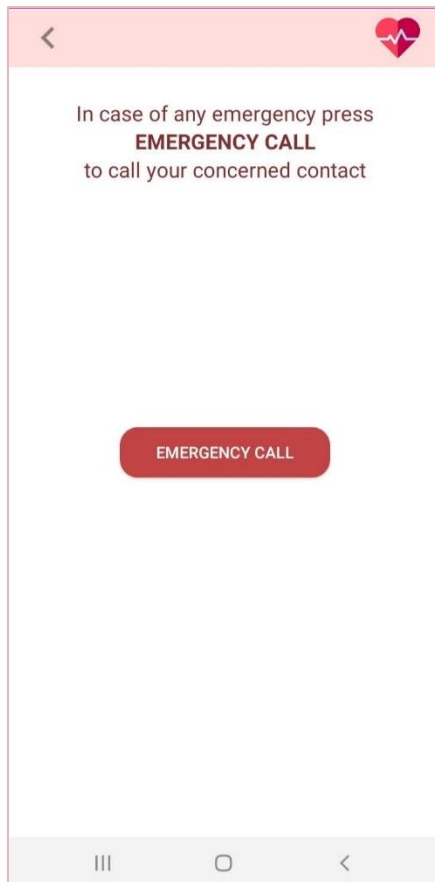 In case of any emergency press
EMERGENCY CALL
to call your concerned contact
EMERGENCY CALL